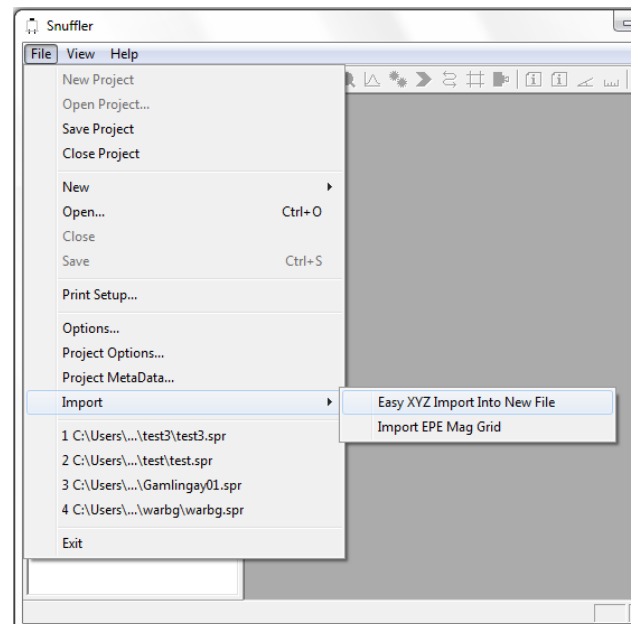 Snuffler
File View Help
New Project
Open Project...
Save Project
Close Project
New
Open... Ctrl+O
Close
Save Ctrl+S
Print Setup...
Options...
Project Options...
Project MetaData...
Import
Easy XYZ Import Into New File
Import EPE Mag Grid
1 C:\Users\...\test3\test3.spr
2 C:\Users\...\test\test.spr
3 C:\Users\...\Gamlingay01.spr
4 C:\Users\...\warbg\warbg.spr
Exit